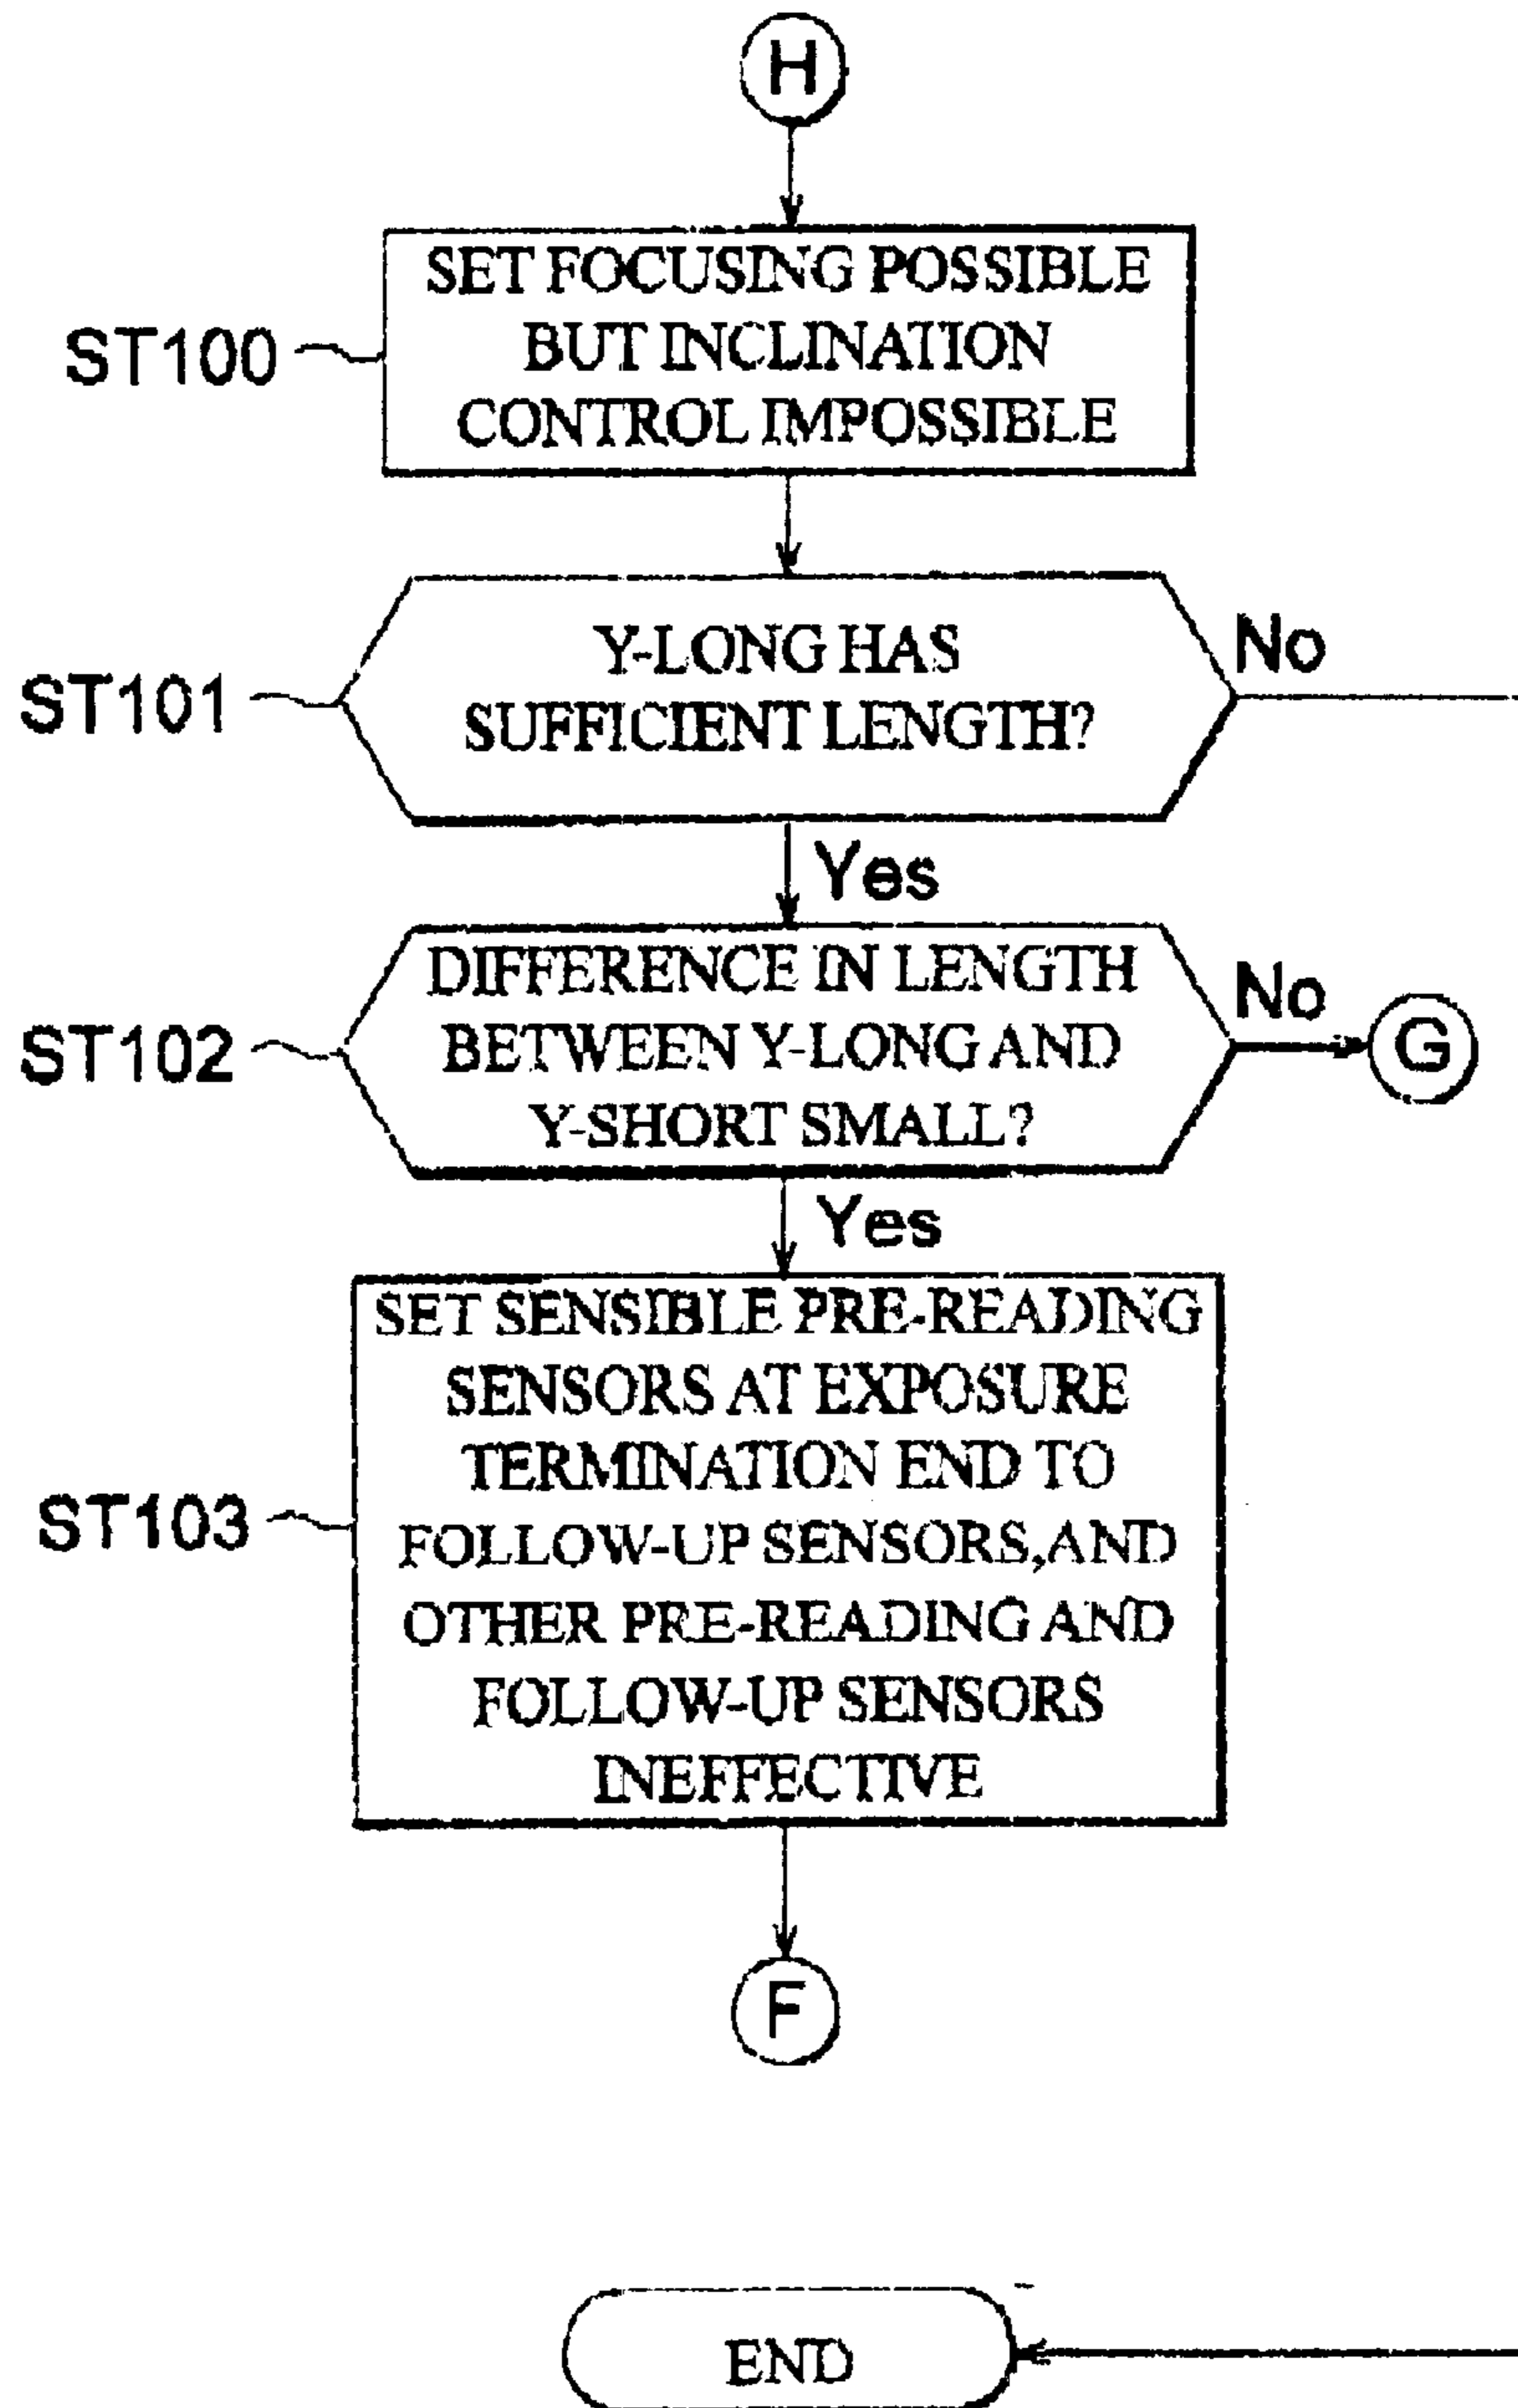 H
SET FOCUSING POSSIBLE
BUT INCLINATION
CONTROL IMPOSSIBLE
ST100
Y-LONG HAS
SUFFICIENT LENGTH?
No
ST101
Yes
DIFFERENCE IN LENGTH
BETWEEN Y-LONG AND
Y-SHORT SMALL?
No
G
ST102
Yes
SET SENSIBLE PRE-READING
SENSORS AT EXPOSURE
TERMINATION END TO
FOLLOW-UP SENSORS, AND
OTHER PRE-READING AND
FOLLOW-UP SENSORS
INEFFECTIVE
ST103
F
END